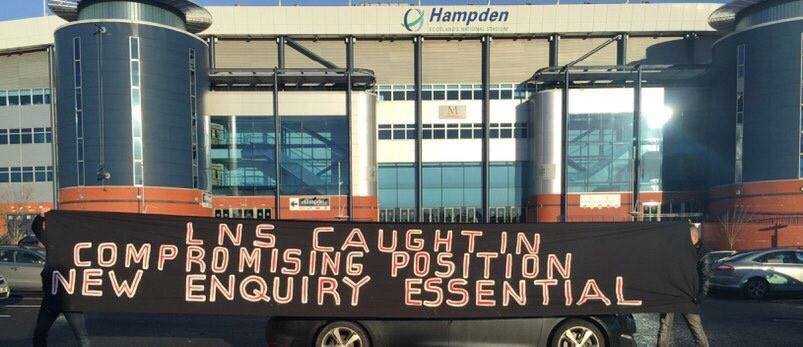 Hampden
SCOTLAND'S NATIONAL STADIUM
M
LNS CAUGHT IN
COMPROMISING POSITION
NEW ENQUIRY ESSENTIAL